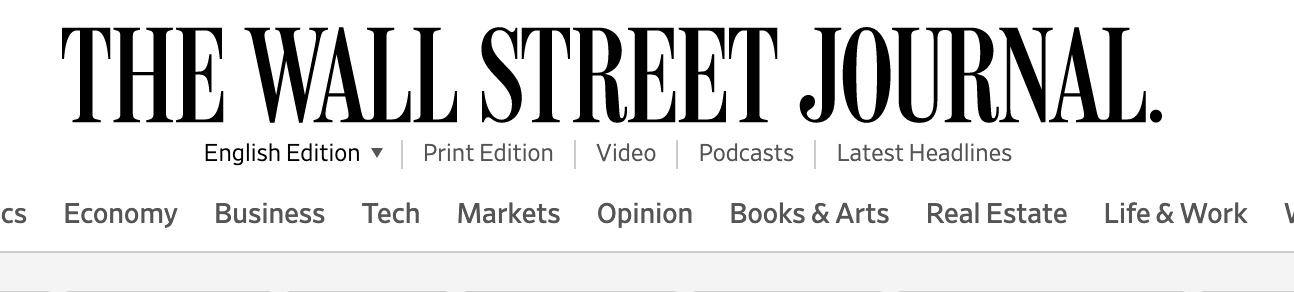 THE WALL STREET JOURNAL.
English Edition ▼ | Print Edition | Video | Podcasts | Latest Headlines
cs Economy Business Tech Markets Opinion Books & Arts Real Estate Life & Work